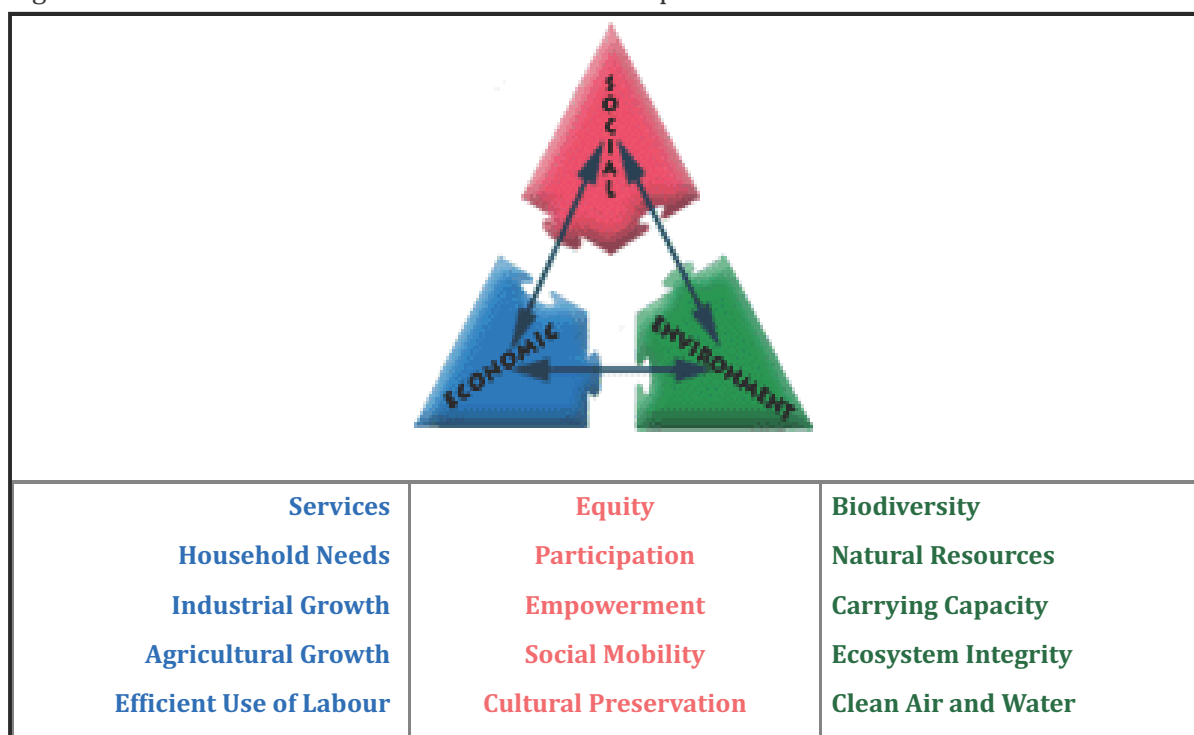 SOCIAL
ECONOMIC
ENVIRONMENT
Services Equity Biodiversity
Household Needs Participation Natural Resources
Industrial Growth Empowerment Carrying Capacity
Agricultural Growth Social Mobility Ecosystem Integrity
Efficient Use of Labour Cultural Preservation Clean Air and Water